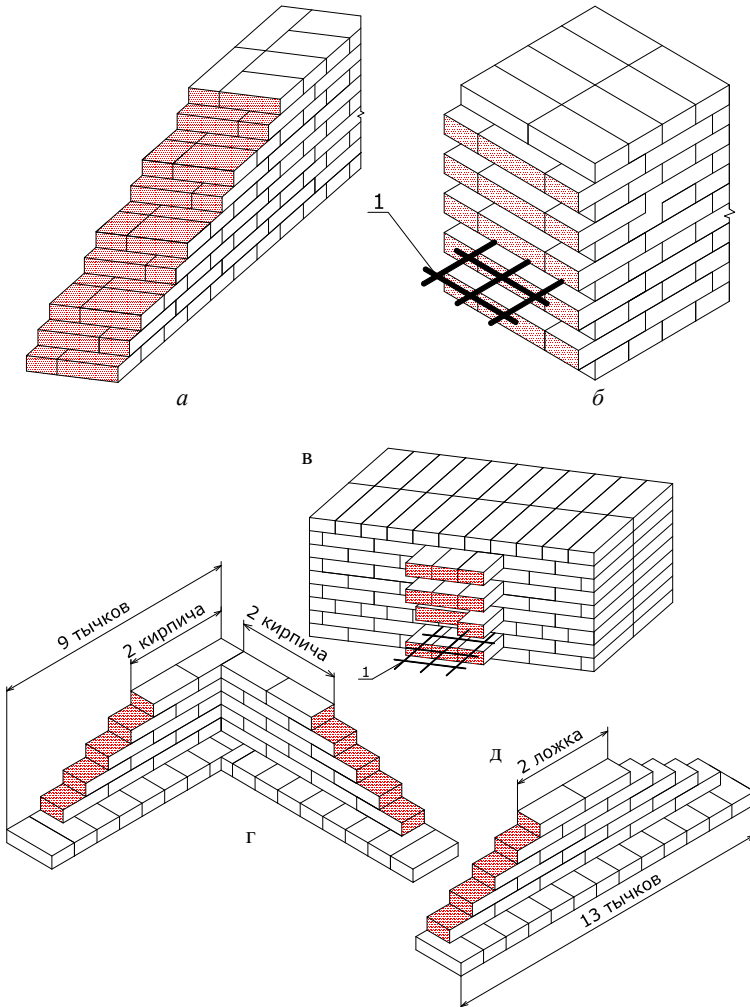 1
а
б
в
9 тычков
2 кирпича
2 кирпича
1
г
д
2 ложка
13 тычков